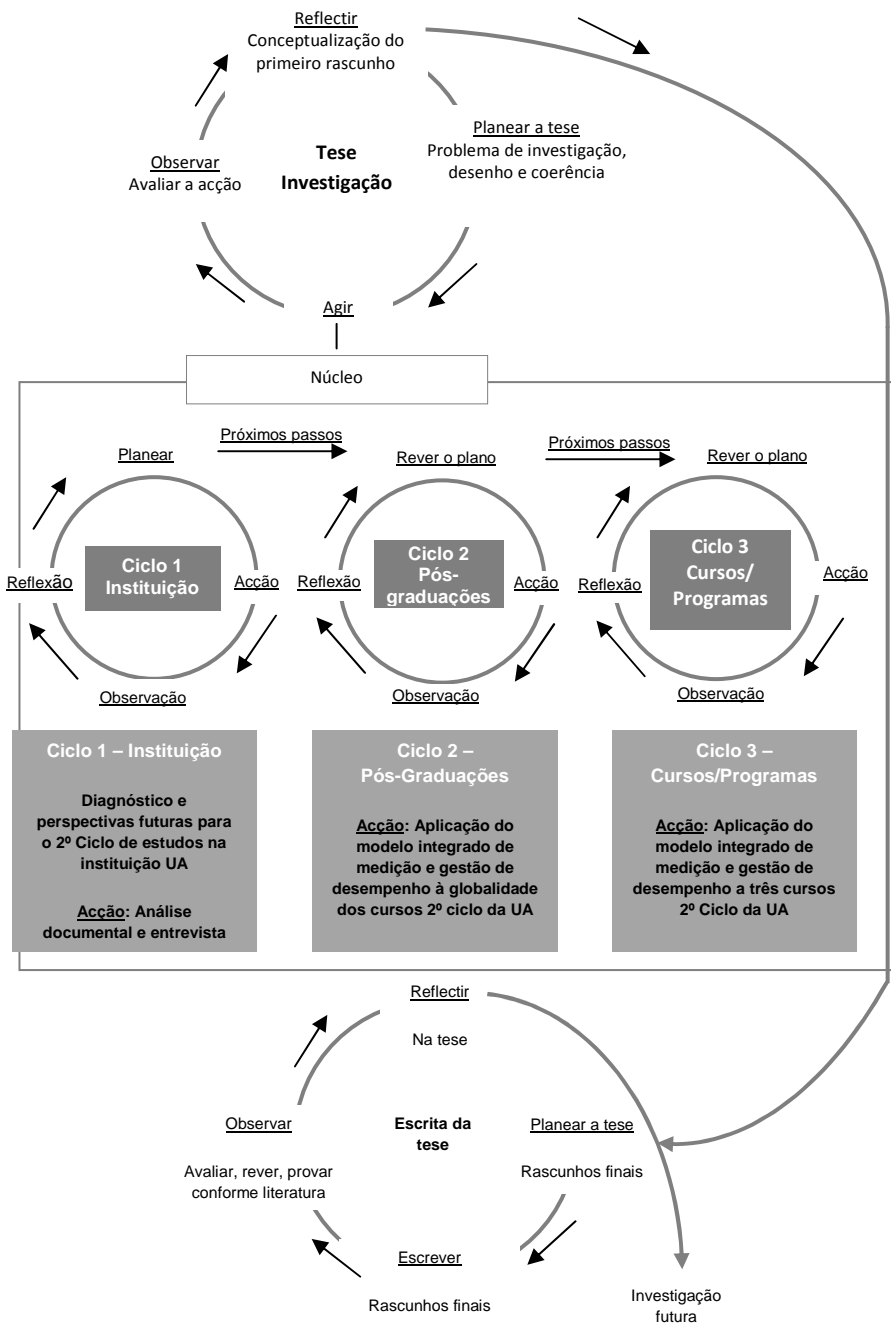 Reflectir
Conceptualização do
primeiro rascunho
Planear a tese
Problema de investigação,
desenho e coerência
Tese
Investigação
Observar
Avaliar a acção
Agir
Núcleo
Próximos passos
Próximos passos
Planear
Rever o plano
Rever o plano
Ciclo 1
Instituição
Reflexão
Acção
Observação
Ciclo 2
Pós-
graduações
Reflexão
Acção
Observação
Ciclo 3
Cursos/
Programas
Reflexão
Acção
Observação
Ciclo 1 – Instituição
Diagnóstico e
perspectivas futuras para
o 2º Ciclo de estudos na
instituição UA
Acção: Análise
documental e entrevista
Ciclo 2 –
Pós-Graduações
Acção: Aplicação do
modelo integrado de
medição e gestão de
desempenho à globalidade
dos cursos 2º ciclo da UA
Ciclo 3 –
Cursos/Programas
Acção: Aplicação do
modelo integrado de
medição e gestão de
desempenho a três cursos
2º Ciclo da UA
Reflectir
Na tese
Observar
Avaliar, rever, provar
conforme literatura
Escrita da
tese
Planear a tese
Rascunhos finais
Escrever
Rascunhos finais
Investigação
futura